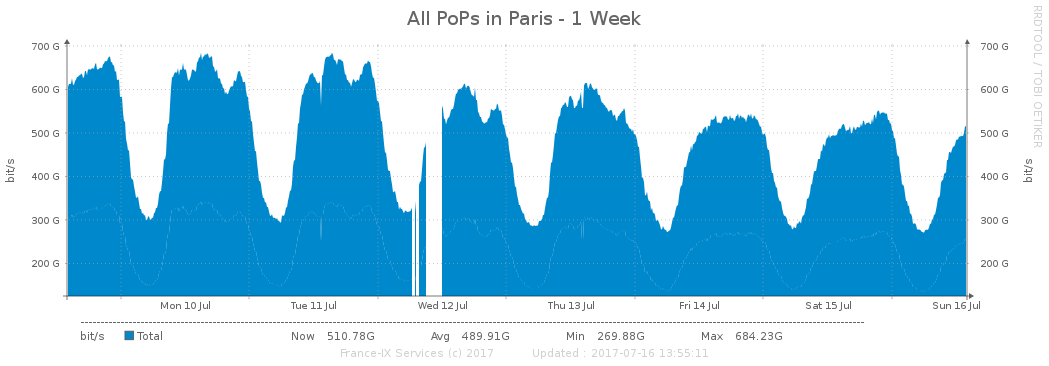 All PoPs in Paris - 1 Week
RRDTOOL / TOBI OETIKER
700 G 700 G
600 G 600 G
500 G 500 G
400 G 400 G
300 G 300 G
200 G 200 G
bit/s bit/s
Mon 10 Jul Tue 11 Jul Wed 12 Jul Thu 13 Jul Fri 14 Jul Sat 15 Jul Sun 16 Jul
bit/s Total Now 510.78G Avg 489.91G Min 269.88G Max 684.23G
France-IX Services (c) 2017 Updated : 2017-07-16 13:55:11